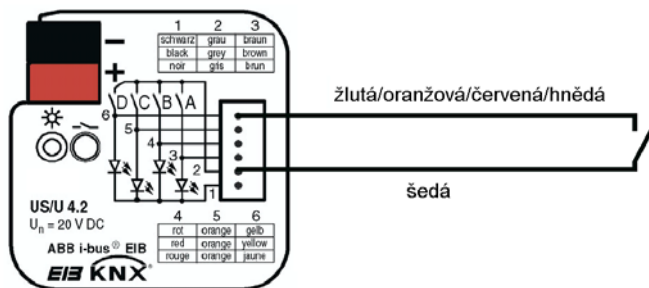 1 2 3
schwarz grau braun
black grey brown
noir gris brun
−
+
D C B A
6
5
4
3
2
1
žlutá/oranžová/červená/hnědá
šedá
US/U 4.2
Un = 20 V DC
ABB i-bus® EIB
EIB KNX®
4 5 6
rot orange gelb
red orange yellow
rouge orange jaune